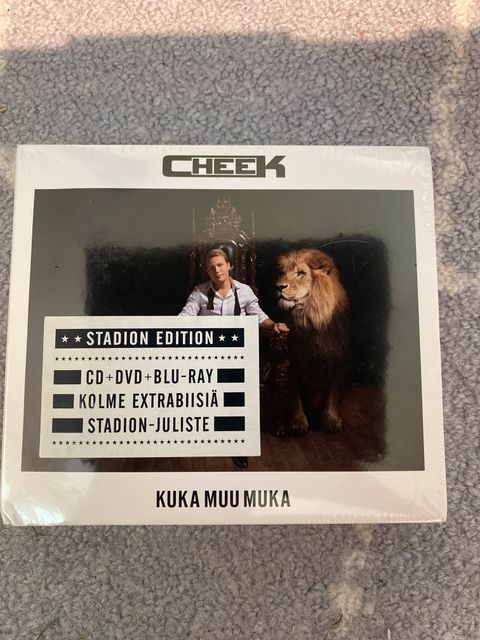 CHEEK
★ ★ STADION EDITION ★ ★
CD+DVD+BLU-RAY
KOLME EXTRABIISIÄ
STADION-JULISTE
KUKA MUU MUKA